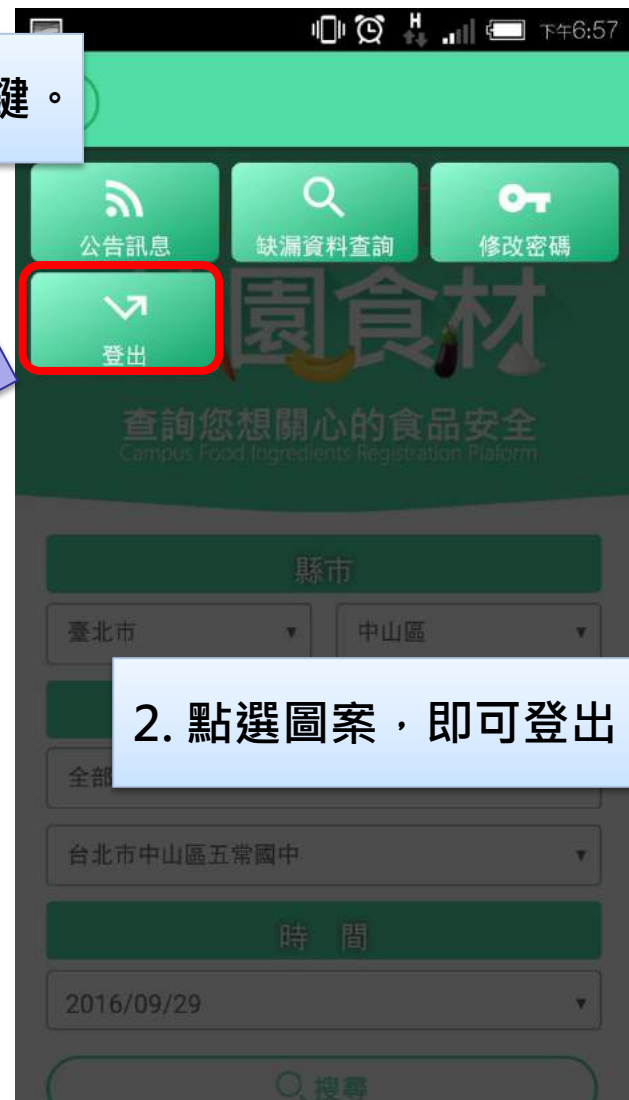 下午6:57
鍵。
公告訊息
缺漏資料查詢
修改密碼
登出
園食材
查詢您想關心的食品安全
Campus Food Ingredients Registration Plaform
縣市
臺北市
中山區
2. 點選圖案，即可登出
全部
台北市中山區五常國中
時 間
2016/09/29
搜尋